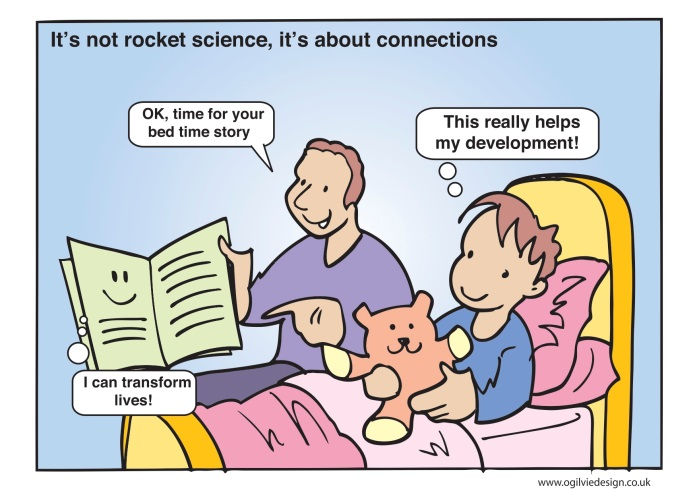 It's not rocket science, it's about connections
OK, time for your
bed time story
This really helps
my development!
I can transform
lives!
www.ogilviedesign.co.uk